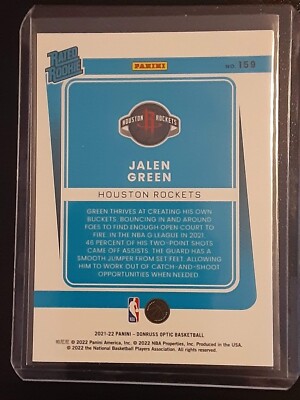 RATED ROOKIE
PANINI
NO. 159
HOUSTON ROCKETS
JALEN
GREEN
HOUSTON ROCKETS
GREEN THRIVES AT CREATING HIS OWN
BUCKETS, BOUNCING IN AND AROUND
FOES TO FIND ENOUGH OPEN COURT TO
FIRE. IN THE NBA G LEAGUE IN 2021,
46 PERCENT OF HIS TWO-POINT SHOTS
CAME OFF ASSISTS. THE GUARD HAS A
SMOOTH JUMPER FROM SET FEET, ALLOWING
HIM TO WORK OUT OF CATCH-AND-SHOOT
OPPORTUNITIES WHEN NEEDED.
2021-22 PANINI – DONRUSS OPTIC BASKETBALL
© 2022 Panini America, Inc. © 2022 NBA Properties, Inc. Produced in the USA.
© 2022 the National Basketball Players Association. All rights reserved.